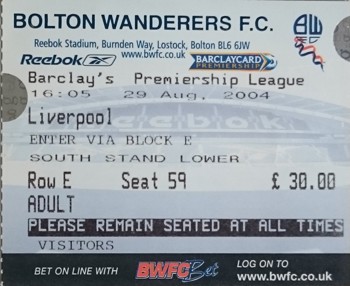 BOLTON WANDERERS F.C.
Reebok Stadium, Burnden Way, Lostock, Bolton BL6 6JW
www.bwfc.co.uk
Reebok
BARCLAYCARD
PREMIERSHIP
Barclay's Premiership League
16:05 29 Aug, 2004
Liverpool
ENTER VIA BLOCK E
SOUTH STAND LOWER
Row E Seat 59 £ 30.00
ADULT
PLEASE REMAIN SEATED AT ALL TIMES
VISITORS
BET ON LINE WITH BWFC Bet LOG ON TO
www.bwfc.co.uk